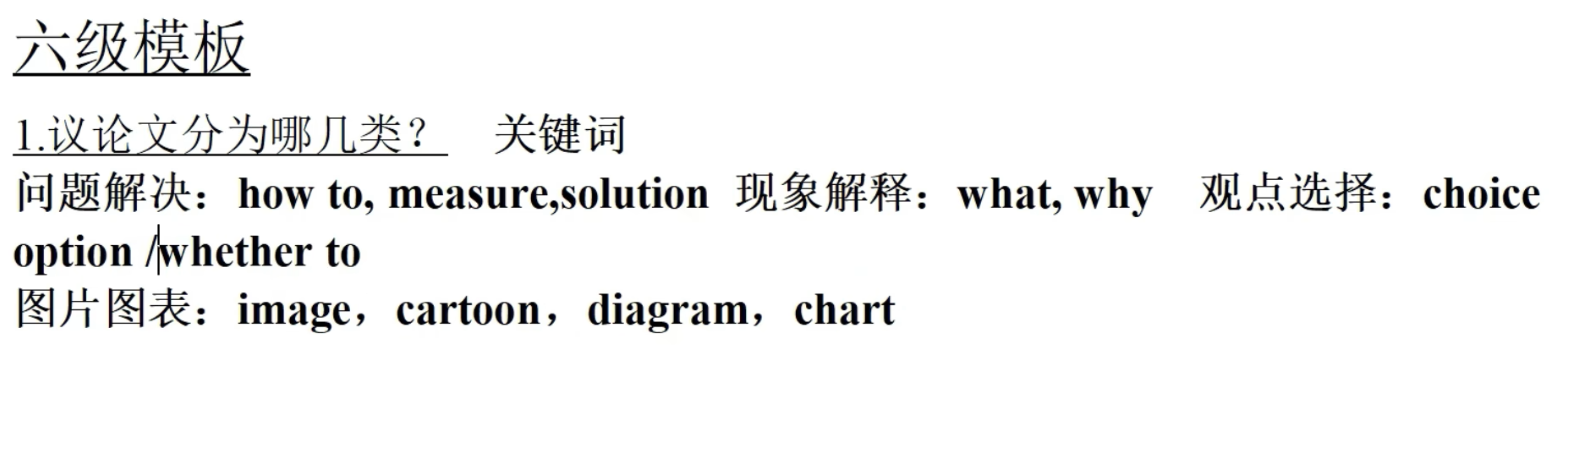 六级模板
1.议论文分为哪几类？ 关键词
问题解决：how to, measure,solution 现象解释：what, why 观点选择：choice
option /whether to
图片图表：image，cartoon，diagram，chart